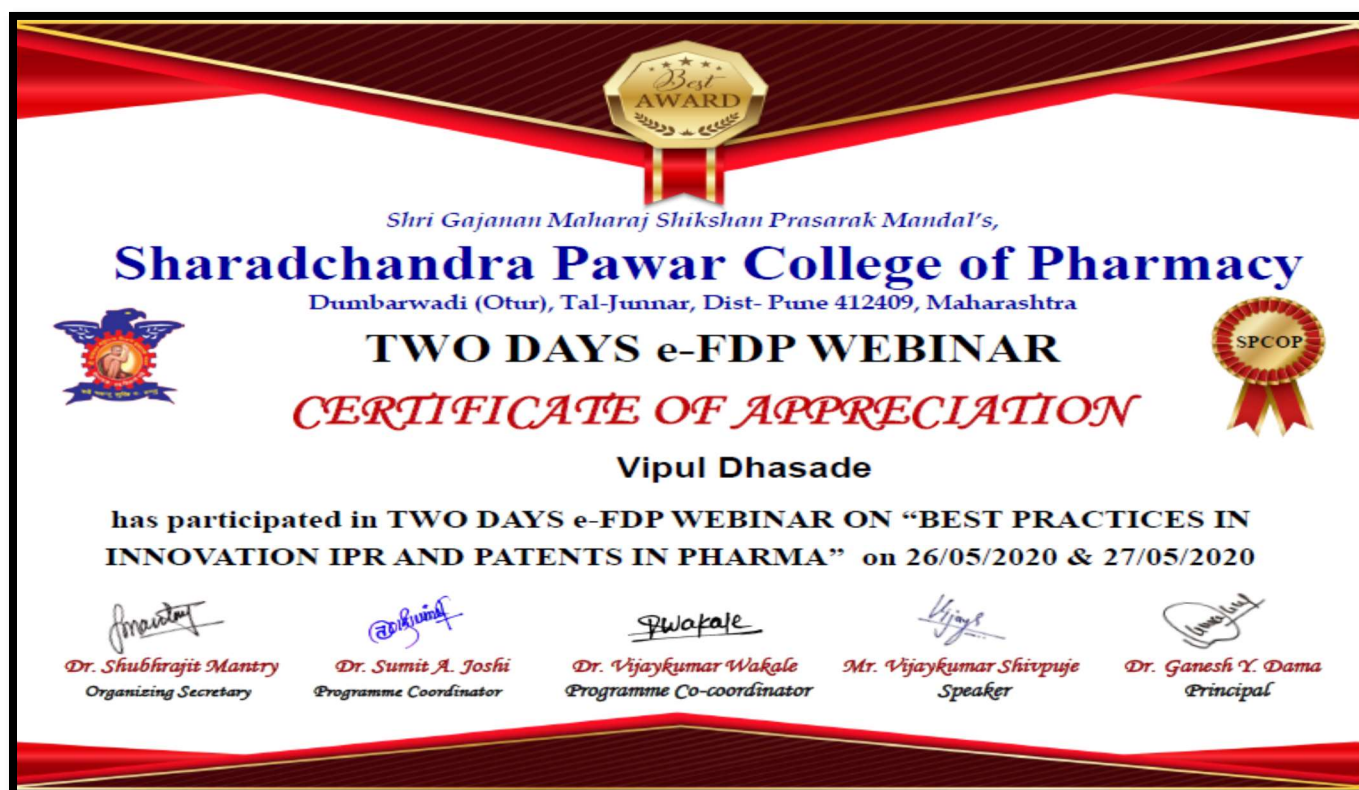 Best
AWARD
Shri Gajanan Maharaj Shikshan Prasarak Mandal's,
Sharadchandra Pawar College of Pharmacy
Dumbarwadi (Otur), Tal-Junnar, Dist- Pune 412409, Maharashtra
TWO DAYS e-FDP WEBINAR
SPCOP
CERTIFICATE OF APPRECIATION
Vipul Dhasade
has participated in TWO DAYS e-FDP WEBINAR ON “BEST PRACTICES IN
INNOVATION IPR AND PATENTS IN PHARMA” on 26/05/2020 & 27/05/2020
Dr. Shubhrajit Mantry
Organizing Secretary
Dr. Sumit A. Joshi
Programme Coordinator
Dr. Vijaykumar Wakale
Programme Co-coordinator
Mr. Vijaykumar Shivpuje
Speaker
Dr. Ganesh Y. Dama
Principal